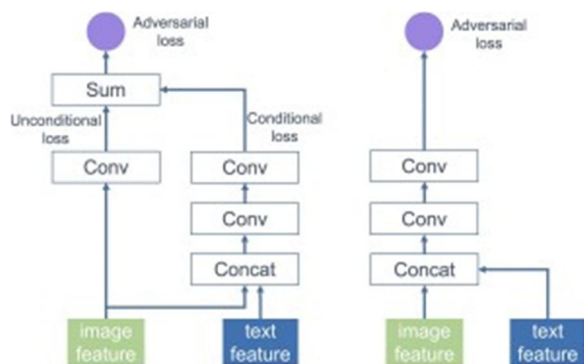 Adversarial
loss
Sum
Unconditional
loss
Conditional
loss
Conv
Conv
Conv
Concat
image
feature
text
feature
Adversarial
loss
Conv
Conv
Concat
image
feature
text
feature